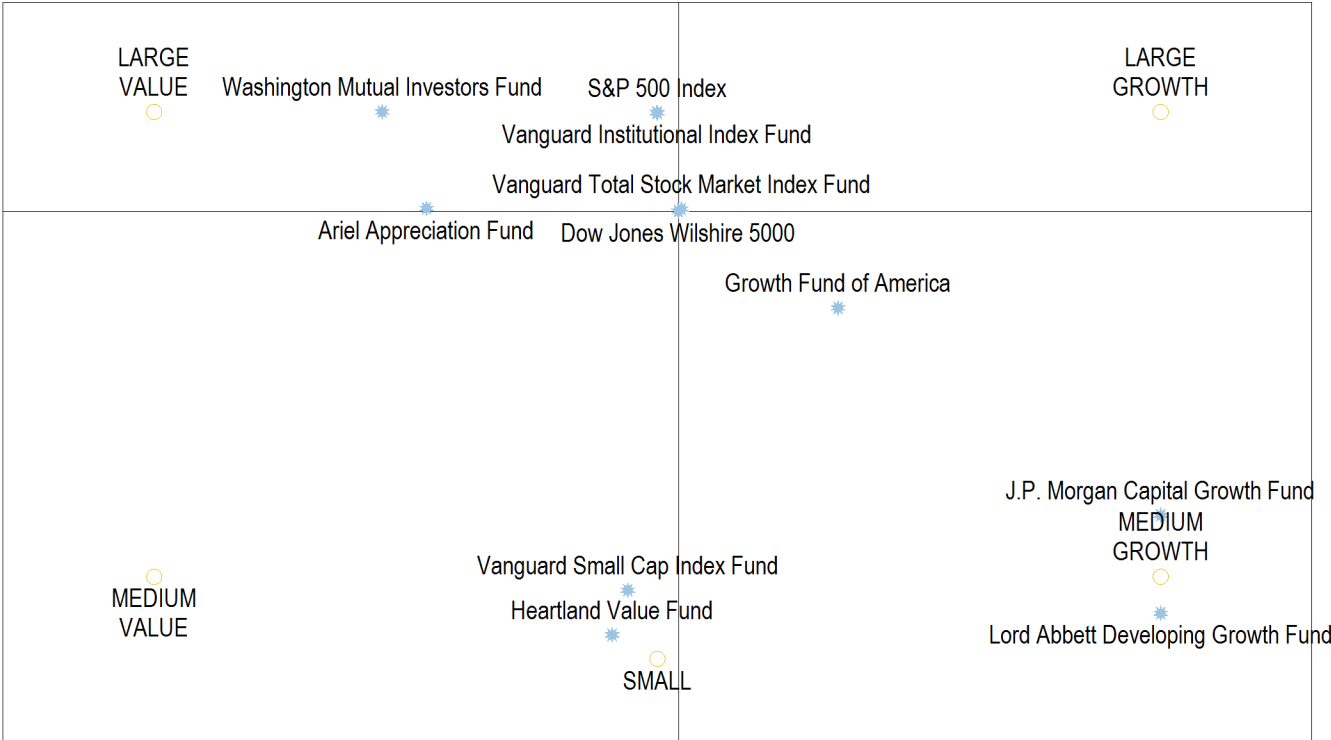 LARGE
VALUE
Washington Mutual Investors Fund
S&P 500 Index
LARGE
GROWTH
Vanguard Institutional Index Fund
Vanguard Total Stock Market Index Fund
Ariel Appreciation Fund
Dow Jones Wilshire 5000
Growth Fund of America
J.P. Morgan Capital Growth Fund
MEDIUM
GROWTH
Vanguard Small Cap Index Fund
MEDIUM
VALUE
Heartland Value Fund
Lord Abbett Developing Growth Fund
SMALL